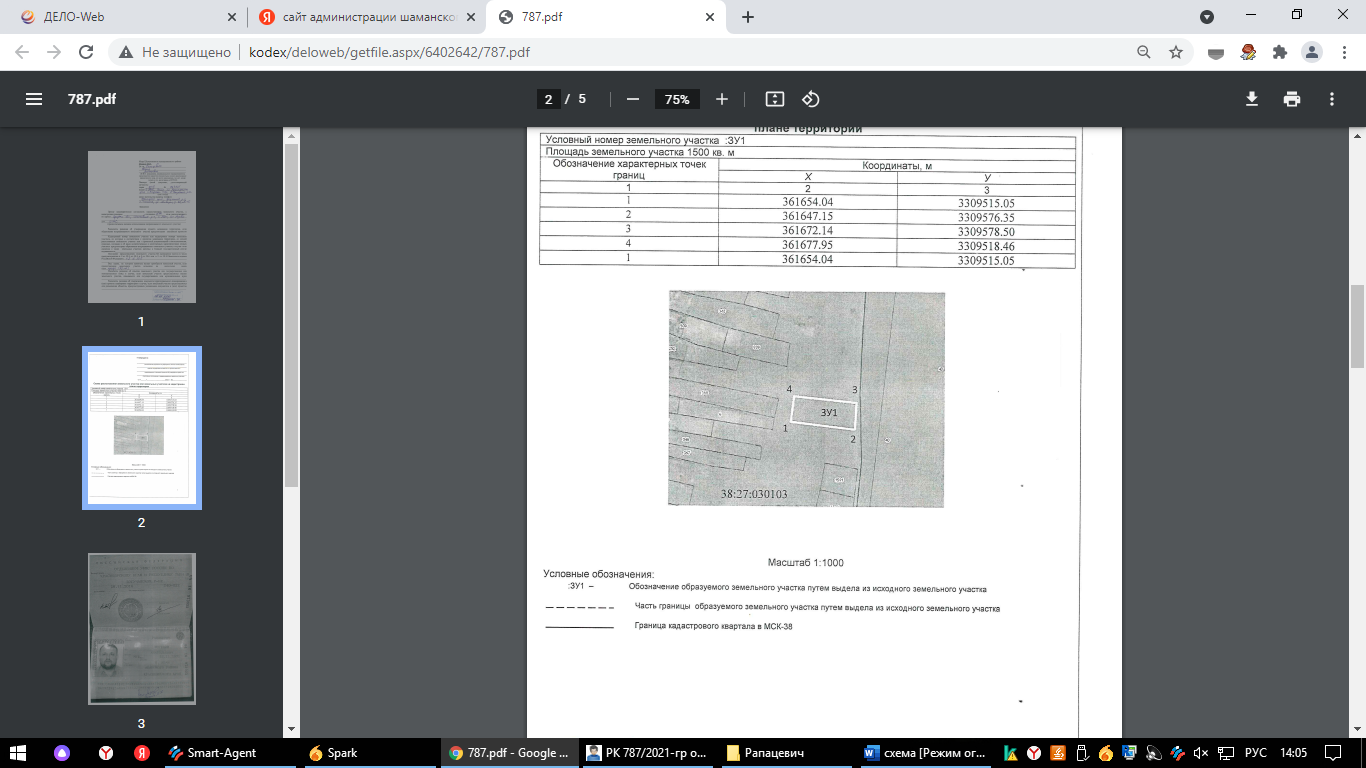 ДЕЛО-Web
сайт администрации шаманско
787.pdf
Не защищено
kodex/deloweb/getfile.aspx/6402642/787.pdf
787.pdf
2 / 5
75%
1
2
3
плане территории
Условный номер земельного участка :ЗУ1
Площадь земельного участка 1500 кв. м
Обозначение характерных точек границ
Координаты, м
X У
1 2 3
1 361654.04 3309515.05
2 361647.15 3309576.35
3 361672.14 3309578.50
4 361677.95 3309518.46
1 361654.04 3309515.05
4 3
ЗУ1
1 2
38:27:030103
Масштаб 1:1000
Условные обозначения:
:ЗУ1 – Обозначение образуемого земельного участка путем выдела из исходного земельного участка
Часть границы образуемого земельного участка путем выдела из исходного земельного участка
Граница кадастрового квартала в МСК-38
Smart-Agent
Spark
787.pdf - Google ...
РК 787/2021-гр о...
Рапацевич
схема [Режим ог...
РУС
14:05